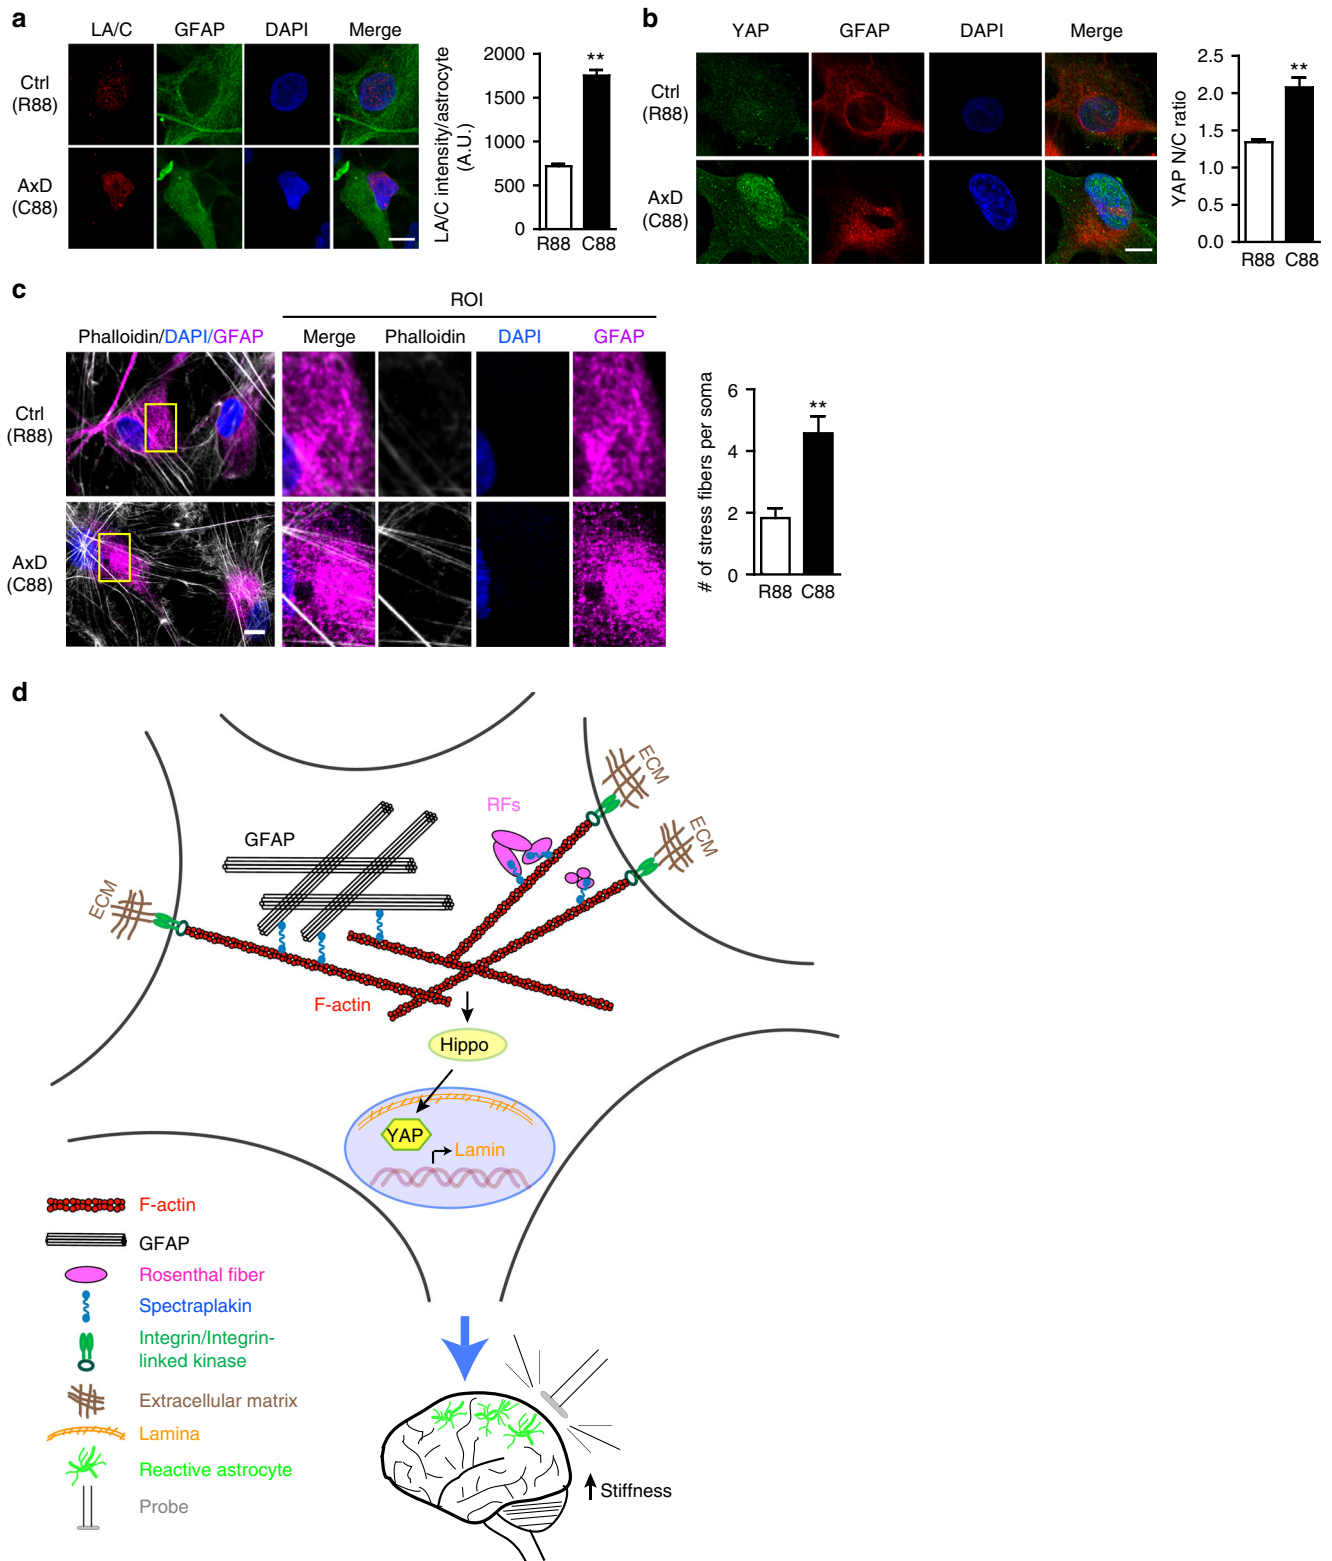 a
LA/C GFAP DAPI Merge
Ctrl
(R88)
AxD
(C88)
LA/C intensity/astrocyte
(A.U.)
2000
1500
1000
500
0
**
R88 C88
b
YAP GFAP DAPI Merge
Ctrl
(R88)
AxD
(C88)
YAP N/C ratio
2.5
2.0
1.5
1.0
0.5
0.0
**
R88 C88
c
ROI
Phalloidin/DAPI/GFAP Merge Phalloidin DAPI GFAP
Ctrl
(R88)
AxD
(C88)
# of stress fibers per soma
6
4
2
0
**
R88 C88
d
ECM
ECM
RFs
GFAP
ECM
F-actin
Hippo
YAP
Lamin
F-actin
GFAP
Rosenthal fiber
Spectraplakin
Integrin/Integrin-
linked kinase
Extracellular matrix
Lamina
Reactive astrocyte
Probe
Stiffness